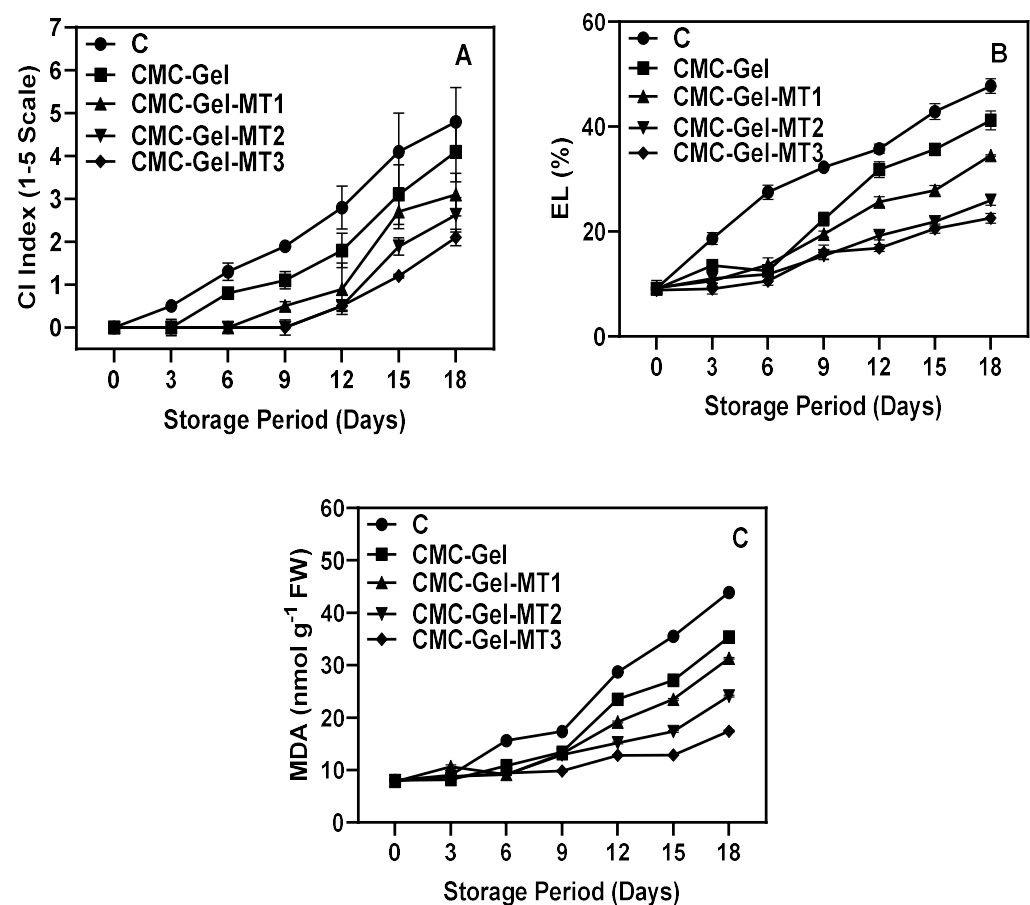 A
CI Index (1-5 Scale)
7
6
5
4
3
2
1
0
C
CMC-Gel
CMC-Gel-MT1
CMC-Gel-MT2
CMC-Gel-MT3
0 3 6 9 12 15 18
Storage Period (Days)
B
EL (%)
60
40
20
0
C
CMC-Gel
CMC-Gel-MT1
CMC-Gel-MT2
CMC-Gel-MT3
0 3 6 9 12 15 18
Storage Period (Days)
C
MDA (nmol g⁻¹ FW)
60
50
40
30
20
10
0
C
CMC-Gel
CMC-Gel-MT1
CMC-Gel-MT2
CMC-Gel-MT3
0 3 6 9 12 15 18
Storage Period (Days)